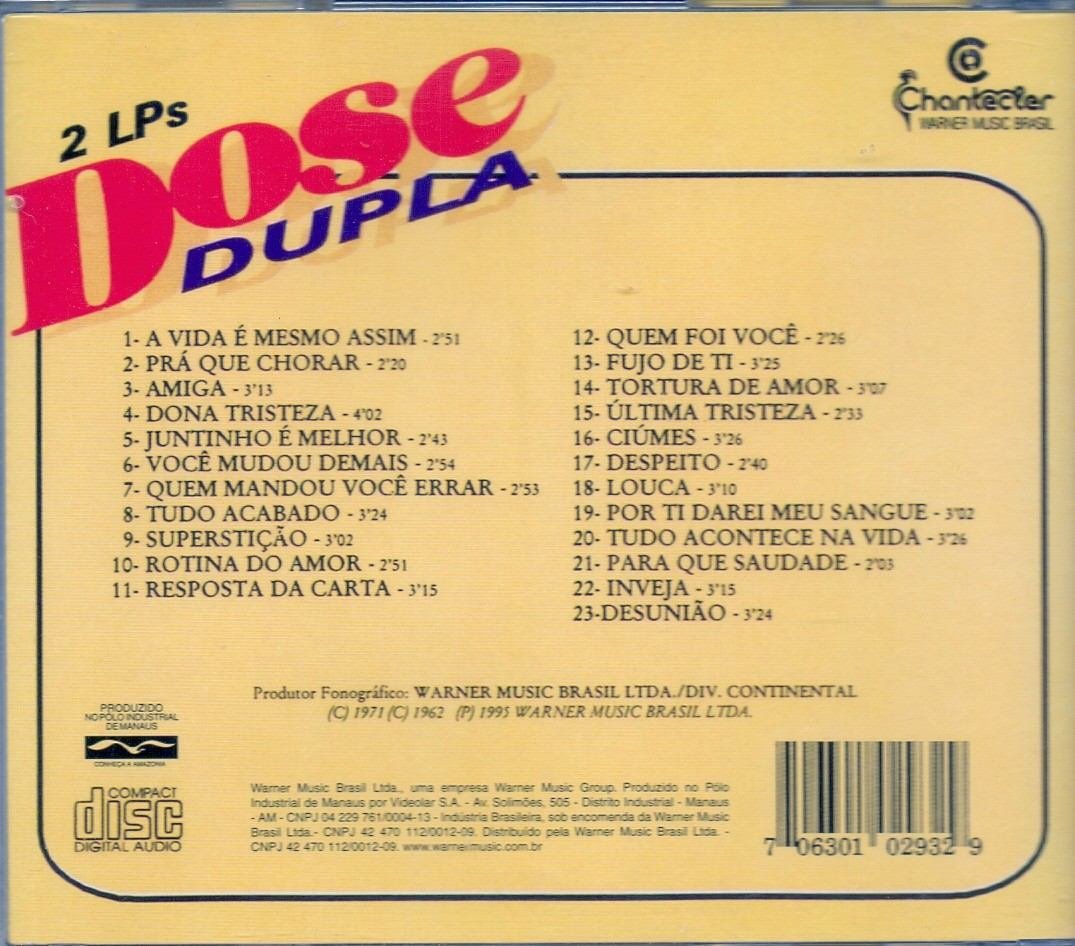 2 LPs
Dose
DUPLA
Chantecler
WARNER MUSIC BRASIL
1- A VIDA É MESMO ASSIM - 2'51
2- PRÁ QUE CHORAR - 2'20
3- AMIGA - 3'13
4- DONA TRISTEZA - 4'02
5- JUNTINHO É MELHOR - 2'43
6- VOCÊ MUDOU DEMAIS - 2'54
7- QUEM MANDOU VOCÊ ERRAR - 2'53
8- TUDO ACABADO - 3'24
9- SUPERSTIÇÃO - 3'02
10- ROTINA DO AMOR - 2'51
11- RESPOSTA DA CARTA - 3'15
12- QUEM FOI VOCÊ - 2'26
13- FUJO DE TI - 3'25
14- TORTURA DE AMOR - 3'07
15- ÚLTIMA TRISTEZA - 2'33
16- CIÚMES - 3'26
17- DESPEITO - 2'40
18- LOUCA - 3'10
19- POR TI DAREI MEU SANGUE - 3'02
20- TUDO ACONTECE NA VIDA - 3'26
21- PARA QUE SAUDADE - 2'03
22- INVEJA - 3'15
23-DESUNIÃO - 3'24
Produtor Fonográfico: WARNER MUSIC BRASIL LTDA./DIV. CONTINENTAL
(C) 1971 (C) 1962 (P) 1995 WARNER MUSIC BRASIL LTDA.
PRODUZIDO
NO PÓLO INDUSTRIAL
DE MANAUS
CONHEÇA A AMAZONIA
COMPACT
disc
DIGITAL AUDIO
Warner Music Brasil Ltda., uma empresa Warner Music Group. Produzido no Pólo
Industrial de Manaus por Videolar S.A. - Av. Solimões, 505 - Distrito Industrial - Manaus
- AM - CNPJ 04 229 761/0004-13 - Indústria Brasileira, sob encomenda da Warner Music
Brasil Ltda.- CNPJ 42 470 112/0012-09. Distribuído pela Warner Music Brasil Ltda. -
CNPJ 42 470 112/0012-09. www.warnermusic.com.br
7 06301 02932 9